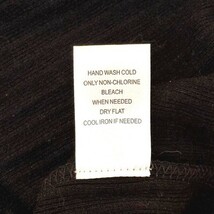 HAND WASH COLD
ONLY NON-CHLORINE
BLEACH
WHEN NEEDED
DRY FLAT
COOL IRON IF NEEDED